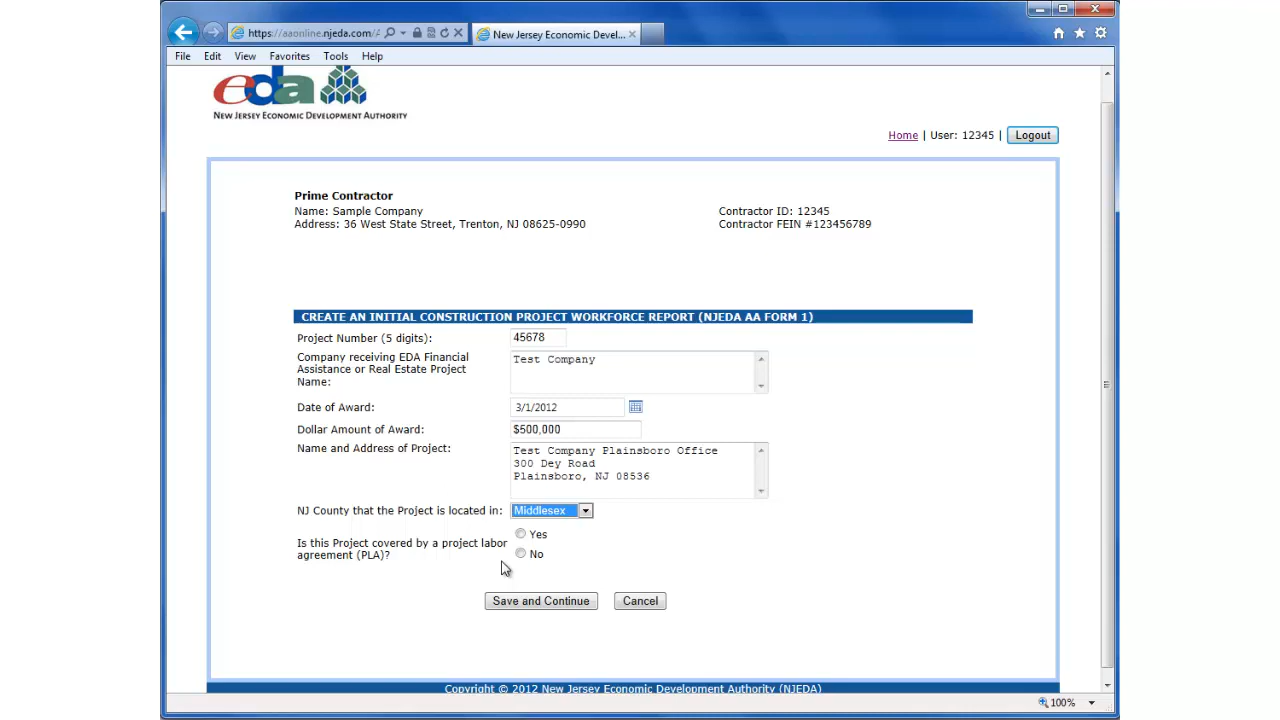 https://aaonline.njeda.com/
New Jersey Economic Devel...
File Edit View Favorites Tools Help
eda
NEW JERSEY ECONOMIC DEVELOPMENT AUTHORITY
Home | User: 12345 | Logout
Prime Contractor
Name: Sample Company
Contractor ID: 12345
Address: 36 West State Street, Trenton, NJ 08625-0990
Contractor FEIN #123456789
CREATE AN INITIAL CONSTRUCTION PROJECT WORKFORCE REPORT (NJEDA AA FORM 1)
Project Number (5 digits): 45678
Company receiving EDA Financial
Assistance or Real Estate Project
Name:
Test Company
Date of Award: 3/1/2012
Dollar Amount of Award: $500,000
Name and Address of Project:
Test Company Plainsboro Office
300 Dey Road
Plainsboro, NJ 08536
NJ County that the Project is located in: Middlesex
Is this Project covered by a project labor
agreement (PLA)?
Yes
No
Save and Continue Cancel
Copyright © 2012 New Jersey Economic Development Authority (NJEDA)
100%